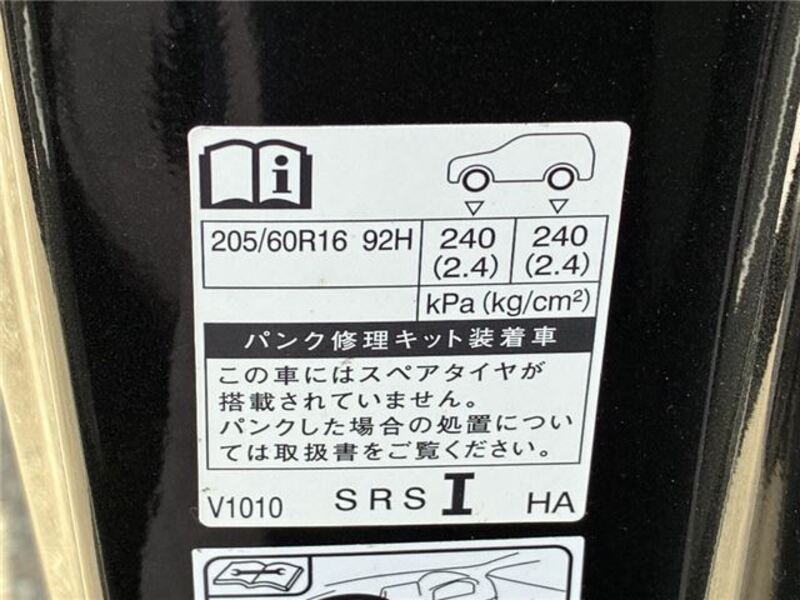 205/60R16 92H 240 (2.4) 240 (2.4)
kPa (kg/cm²)
パンク修理キット装着車
この車にはスペアタイヤが
搭載されていません。
パンクした場合の処置につい
ては取扱書をご覧ください。
V1010 SRS I HA